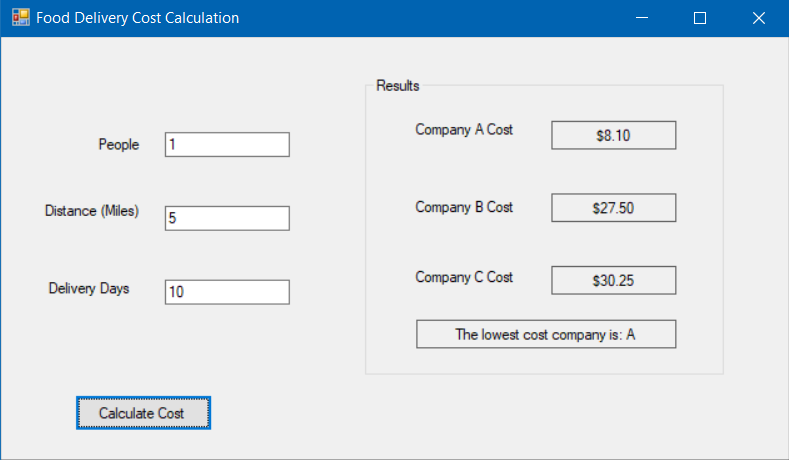 Food Delivery Cost Calculation
People
1
Distance (Miles)
5
Delivery Days
10
Calculate Cost
Results
Company A Cost
$8.10
Company B Cost
$27.50
Company C Cost
$30.25
The lowest cost company is: A